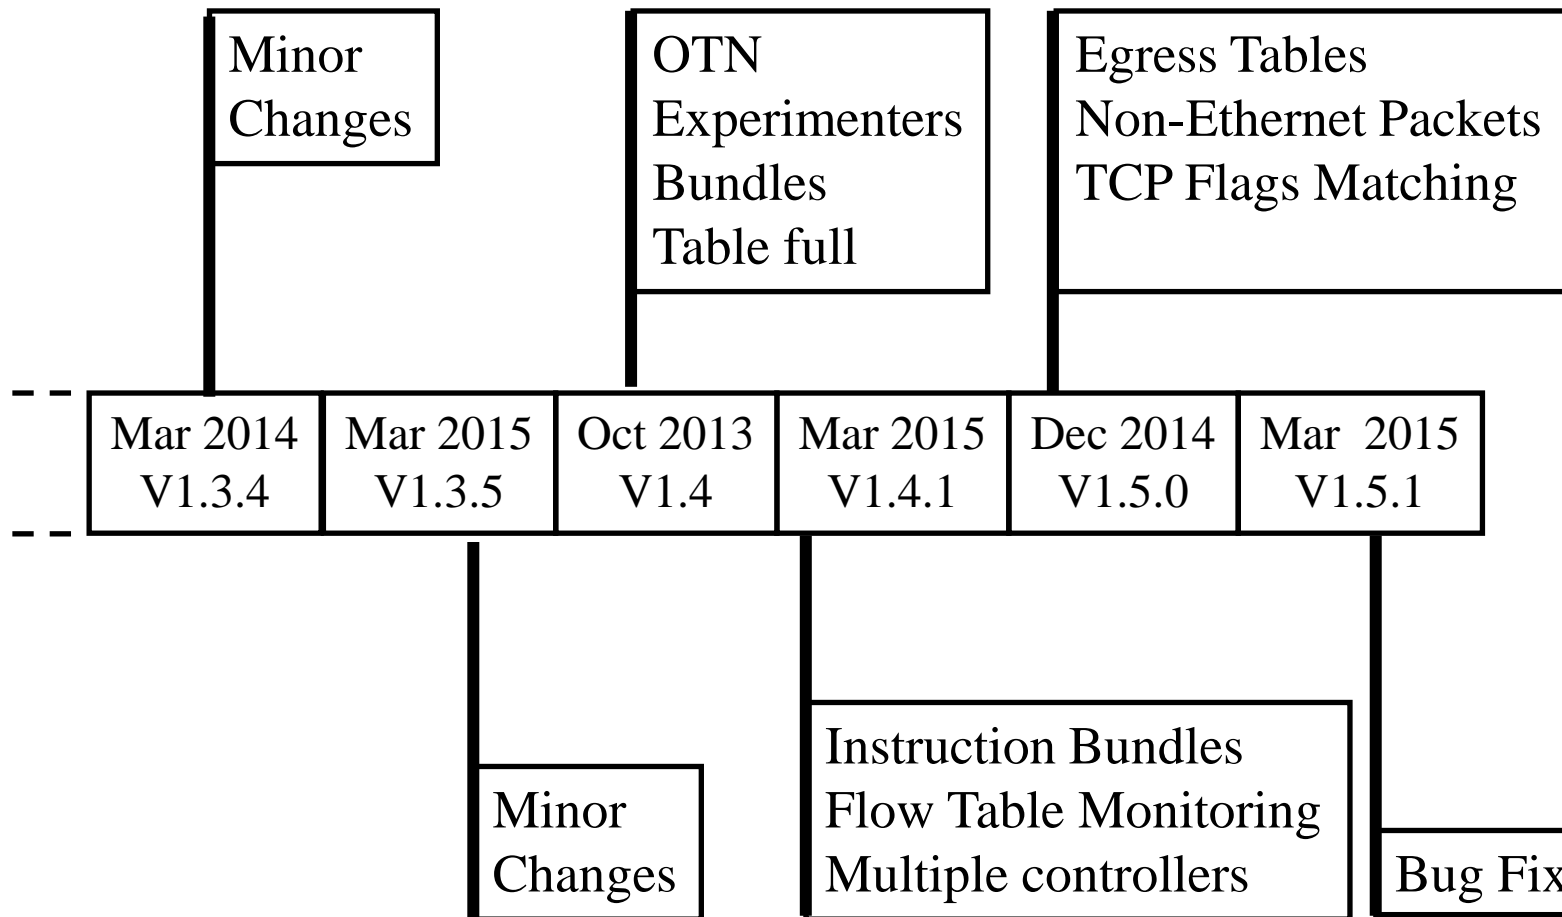 Minor
Changes
OTN
Experimenters
Bundles
Table full
Egress Tables
Non-Ethernet Packets
TCP Flags Matching
Mar 2014
V1.3.4
Mar 2015
V1.3.5
Oct 2013
V1.4
Mar 2015
V1.4.1
Dec 2014
V1.5.0
Mar 2015
V1.5.1
Minor
Changes
Instruction Bundles
Flow Table Monitoring
Multiple controllers
Bug Fix